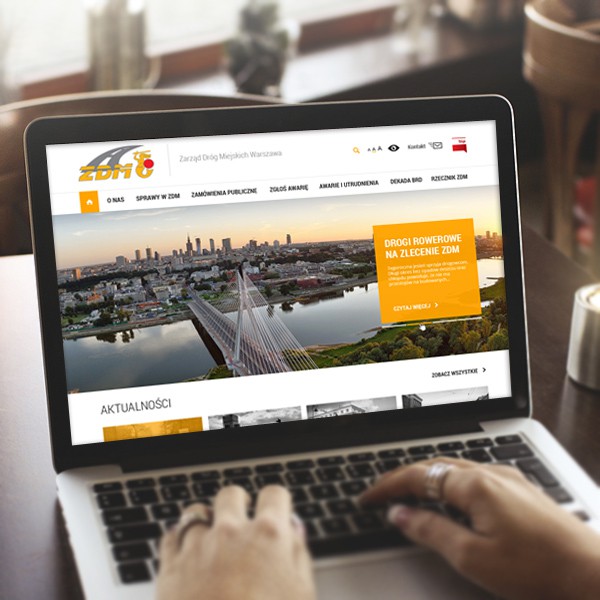 ZDM
Zarząd Dróg Miejskich Warszawa
A A A
Kontakt
O NAS
SPRAWY W ZDM
ZAMÓWIENIA PUBLICZNE
ZGŁOŚ AWARIĘ
AWARIE I UTRUDNIENIA
DEKADA BRD
RZECZNIK ZDM
DROGI ROWEROWE
NA ZLECENIE ZDM
CZYTAJ WIĘCEJ
ZOBACZ WSZYSTKIE
AKTUALNOŚCI